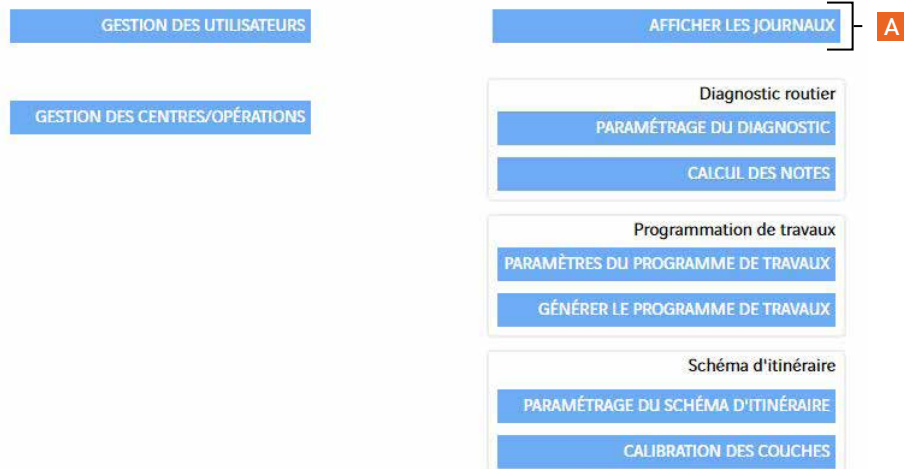 GESTION DES UTILISATEURS
AFFICHER LES JOURNAUX
A
GESTION DES CENTRES/OPÉRATIONS
Diagnostic routier
PARAMÉTRAGE DU DIAGNOSTIC
CALCUL DES NOTES
Programmation de travaux
PARAMÈTRES DU PROGRAMME DE TRAVAUX
GÉNÉRER LE PROGRAMME DE TRAVAUX
Schéma d'itinéraire
PARAMÉTRAGE DU SCHÉMA D'ITINÉRAIRE
CALIBRATION DES COUCHES